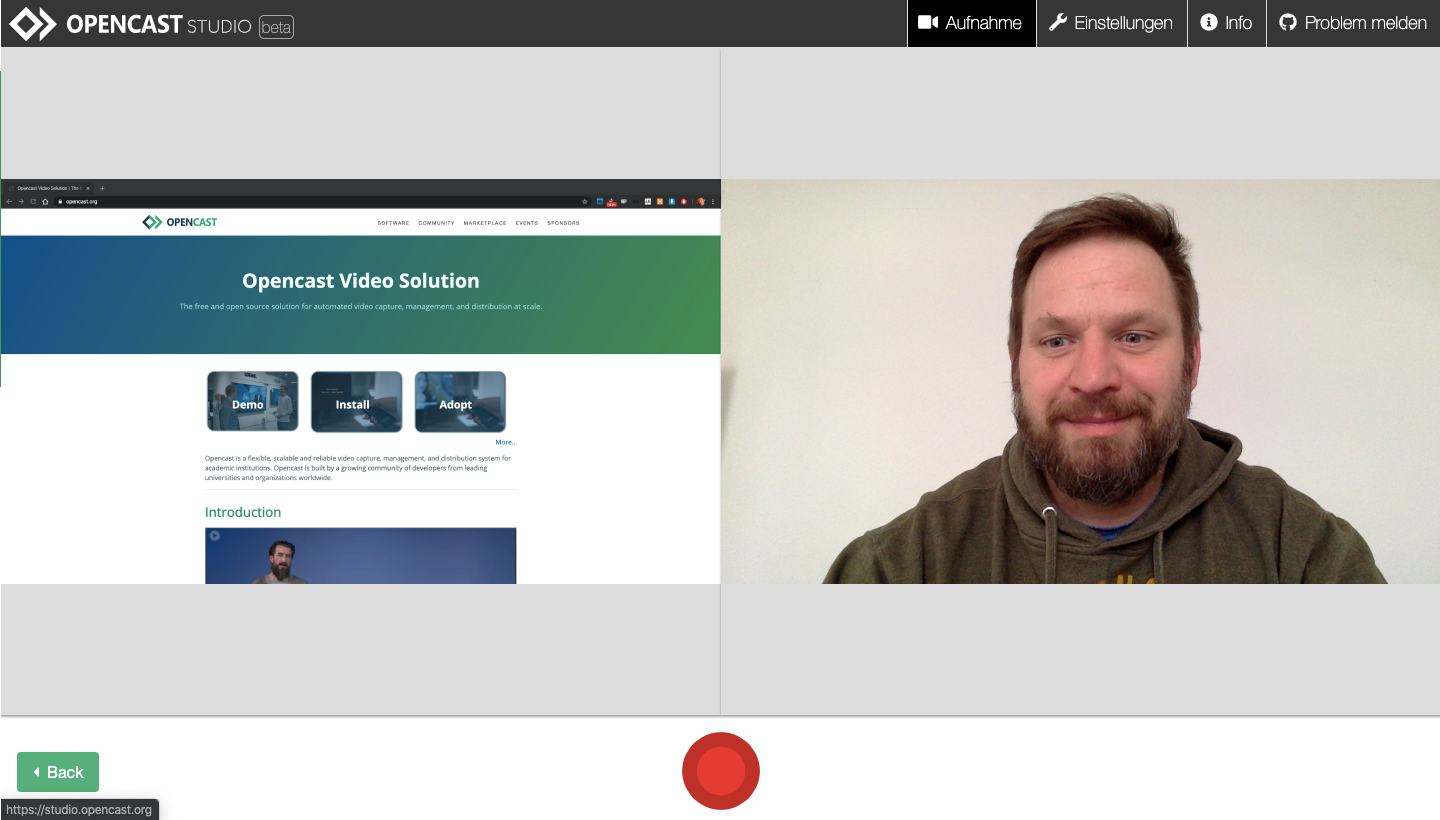 OPENCAST STUDIO beta
Aufnahme
Einstellungen
Info
Problem melden
Opencast Video Solution | The
opencast.org
OPENCAST
SOFTWARE COMMUNITY MARKETPLACE EVENTS SPONSORS
Opencast Video Solution
The free and open source solution for automated video capture, management, and distribution at scale.
Demo
Install
Adopt
More...
Opencast is a flexible, scalable and reliable video capture, management, and distribution system for
academic institutions. Opencast is built by a growing community of developers from leading
universities and organizations worldwide.
Introduction
Back
https://studio.opencast.org